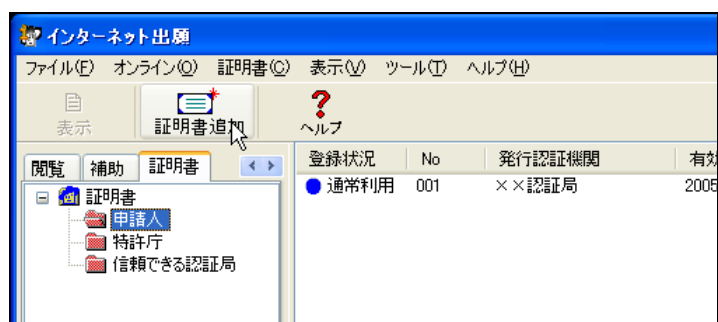 インターネット出願
ファイル(F) オンライン(O) 証明書(C) 表示(V) ツール(T) ヘルプ(H)
表示 証明書追加 ヘルプ
閲覧 補助 証明書
登録状況 No 発行認証機関 有効
通常利用 001 ××認証局 2005
証明書
申請人
特許庁
信頼できる認証局